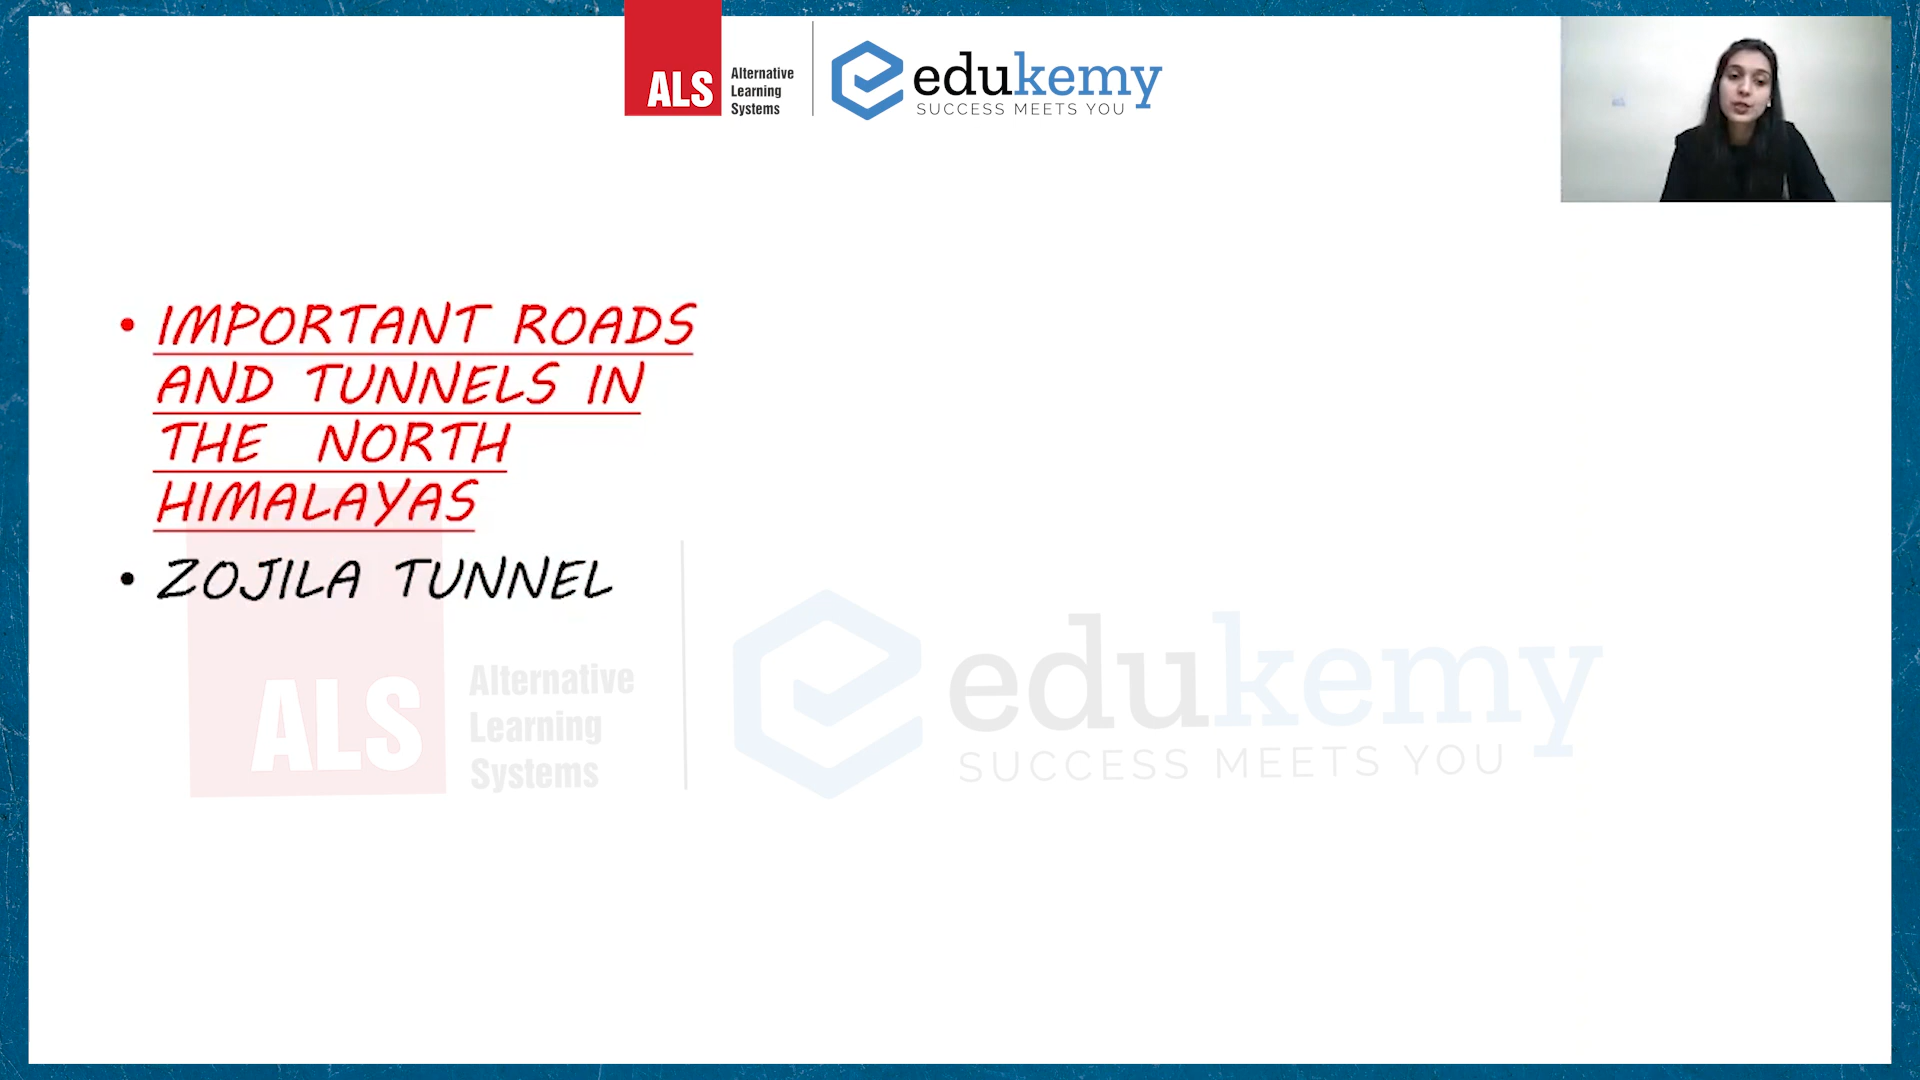 ALS
Alternative
Learning
Systems
edukemy
SUCCESS MEETS YOU
• IMPORTANT ROADS
AND TUNNELS IN
THE NORTH
HIMALAYAS
• ZOJILA TUNNEL
ALS
Alternative
Learning
Systems
edukemy
SUCCESS MEETS YOU